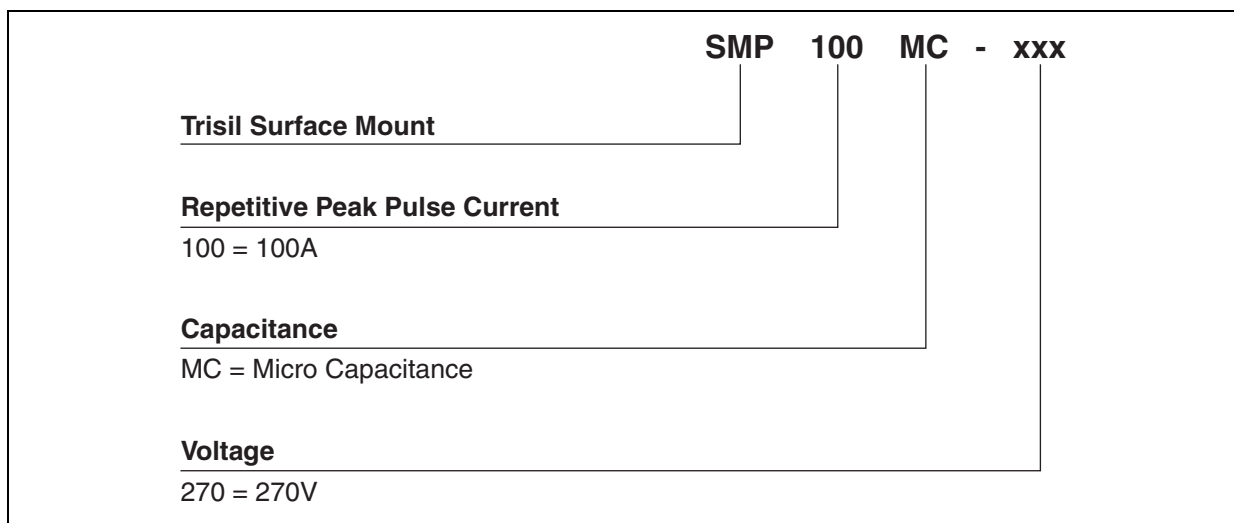 SMP 100 MC - xxx
Trisil Surface Mount
Repetitive Peak Pulse Current
100 = 100A
Capacitance
MC = Micro Capacitance
Voltage
270 = 270V